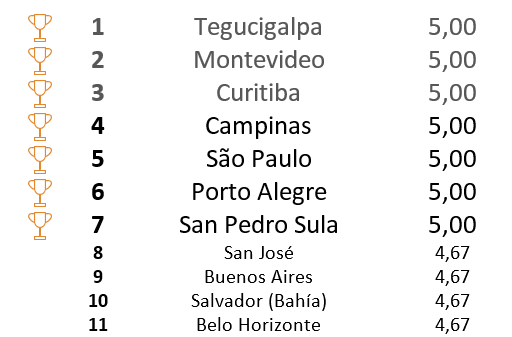 1 Tegucigalpa 5,00
2 Montevideo 5,00
3 Curitiba 5,00
4 Campinas 5,00
5 São Paulo 5,00
6 Porto Alegre 5,00
7 San Pedro Sula 5,00
8 San José 4,67
9 Buenos Aires 4,67
10 Salvador (Bahía) 4,67
11 Belo Horizonte 4,67